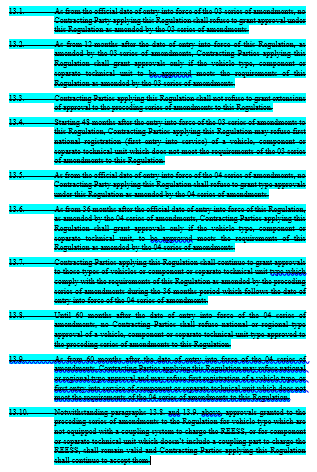 13.1. As from the official date of entry into force of the 03 series of amendments, no
Contracting Party applying this Regulation shall refuse to grant approval under
this Regulation as amended by the 03 series of amendments.
13.2. As from 12 months after the date of entry into force of this Regulation, as
amended by the 03 series of amendments, Contracting Parties applying this
Regulation shall grant approvals only if the vehicle type, component or
separate technical unit to be approved meets the requirements of this
Regulation as amended by the 03 series of amendments.
13.3. Contracting Parties applying this Regulation shall not refuse to grant extensions
of approval to the preceding series of amendments to this Regulation.
13.4. Starting 48 months after the entry into force of the 03 series of amendments to
this Regulation, Contracting Parties applying this Regulation may refuse first
national registration (first entry into service) of a vehicle, component or
separate technical unit which does not meet the requirements of the 03 series
of amendments to this Regulation.
13.5. As from the official date of entry into force of the 04 series of amendments, no
Contracting Party applying this Regulation shall refuse to grant type approvals
under this Regulation as amended by the 04 series of amendments.
13.6. As from 36 months after the official date of entry into force of this Regulation,
as amended by the 04 series of amendments, Contracting Parties applying this
Regulation shall grant approvals only if the vehicle type, component or
separate technical unit, to be approved, meets the requirements of this
Regulation as amended by the 04 series of amendments.
13.7. Contracting Parties applying this Regulation shall continue to grant approvals
to those types of vehicles or component or separate technical unit types which
comply with the requirements of this Regulation as amended by the preceding
series of amendments during the 36 months period which follows the date of
entry into force of the 04 series of amendments.
13.8. Until 60 months after the date of entry into force of the 04 series of
amendments, no Contracting Party shall refuse national or regional type
approval of a vehicle, component or separate technical unit type approved to
the preceding series of amendments to this Regulation.
13.9. As from 60 months after the date of entry into force of the 04 series of
amendments, Contracting Parties applying this Regulation may refuse national
or regional type approval and may refuse
first entry into service of component or separate technical unit which does not
meet the requirements of the 04 series of amendments to this Regulation.
13.10. Notwithstanding paragraphs 13.8. and 13.9. above, approvals granted to the
preceding series of amendments to the Regulation for vehicle type which are
not equipped with a coupling system to charge the REESS, or for component
or separate technical unit which doesn't include a coupling part to charge the
REESS, shall remain valid and Contracting Parties applying this Regulation
shall continue to accept them.